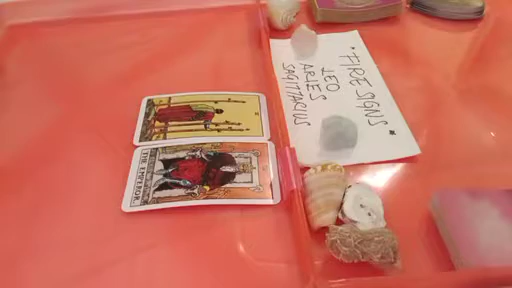 • FIRE SIGNS •
LEO
ARIES
SAGITTARIUS
THE EMPEROR.